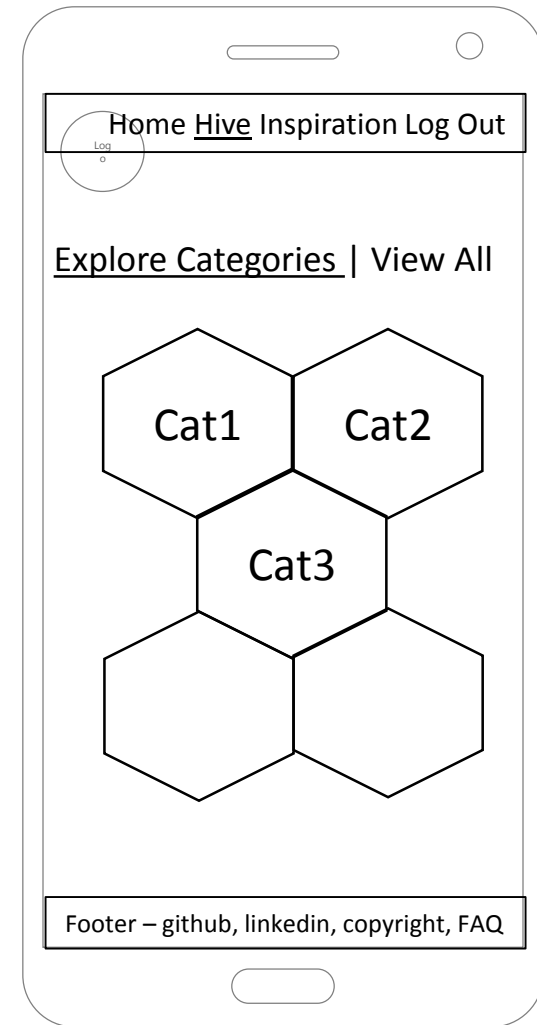 Home Hive Inspiration Log Out
Log
o
Explore Categories | View All
Cat1 Cat2
Cat3
Footer – github, linkedin, copyright, FAQ